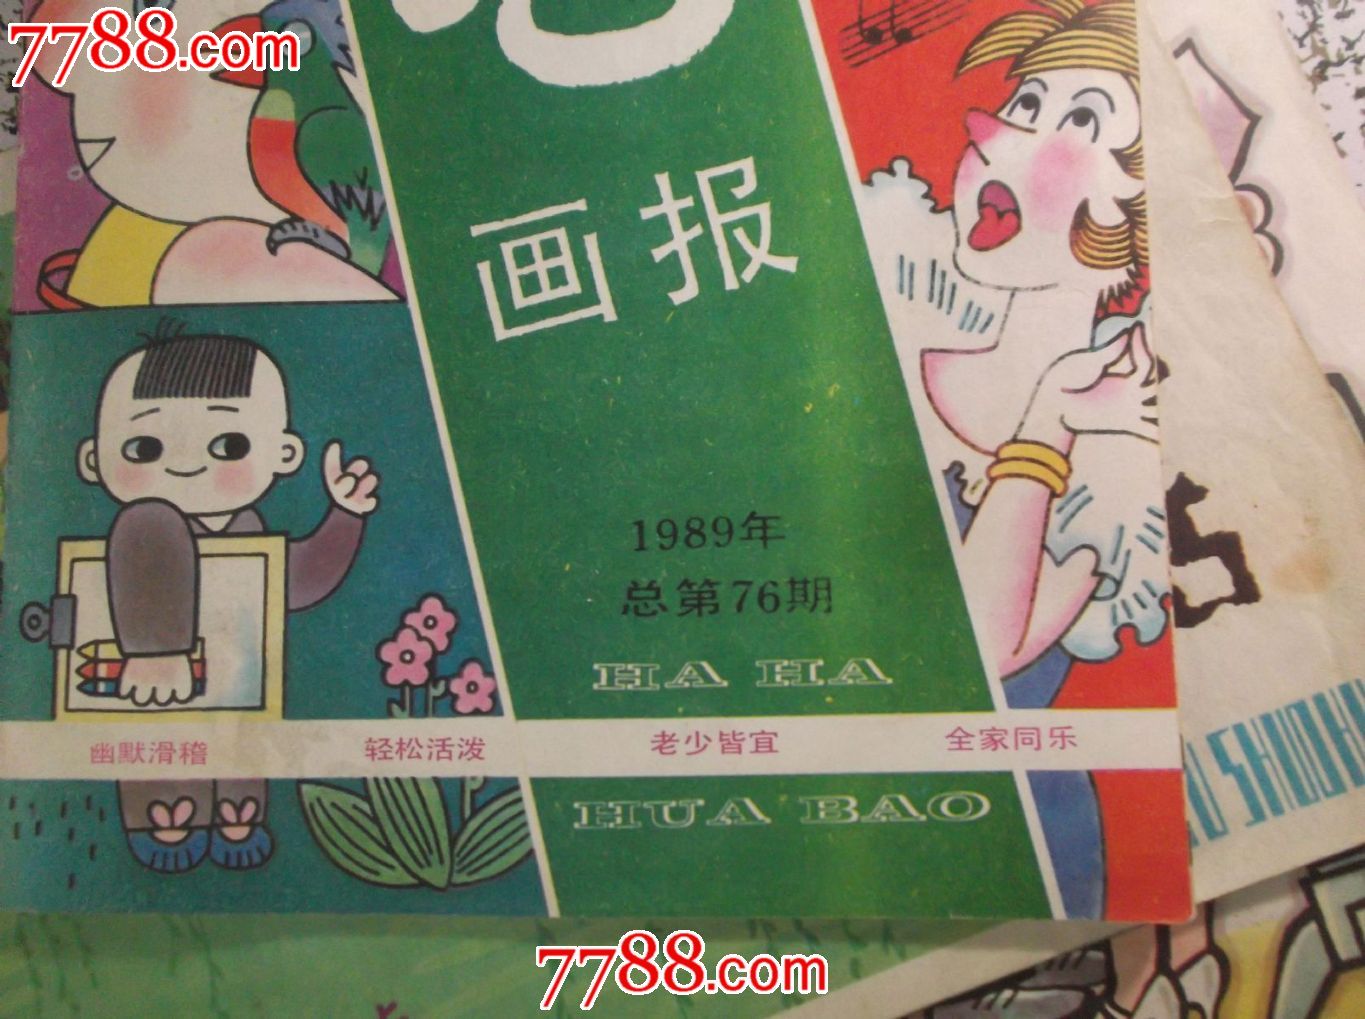 7788.com
画报
1989年
总第76期
HA HA
幽默滑稽 轻松活泼 老少皆宜 全家同乐
HUA BAO
7788.com